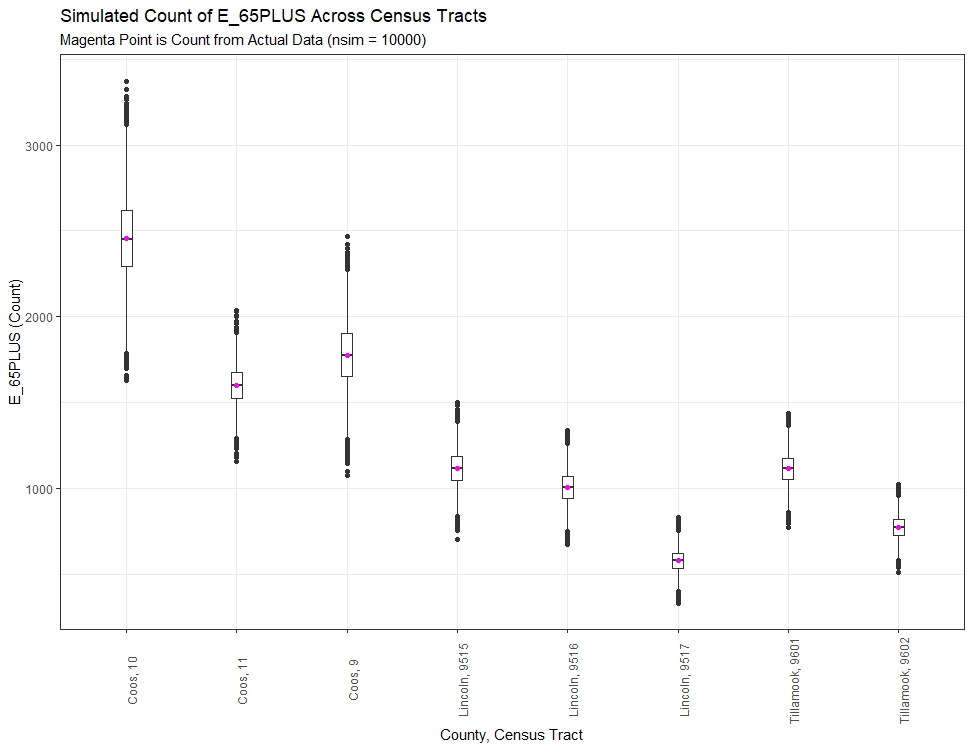 Simulated Count of E_65PLUS Across Census Tracts
Magenta Point is Count from Actual Data (nsim = 10000)
E_65PLUS (Count)
3000
2000
1000
Coos, 10
Coos, 11
Coos, 9
Lincoln, 9515
Lincoln, 9516
Lincoln, 9517
Tillamook, 9601
Tillamook, 9602
County, Census Tract